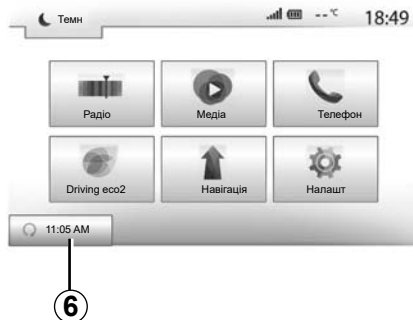 Темн
--°C
18:49
Радіо
Медіа
Телефон
Driving eco2
Навігація
Налашт
11:05 AM
6